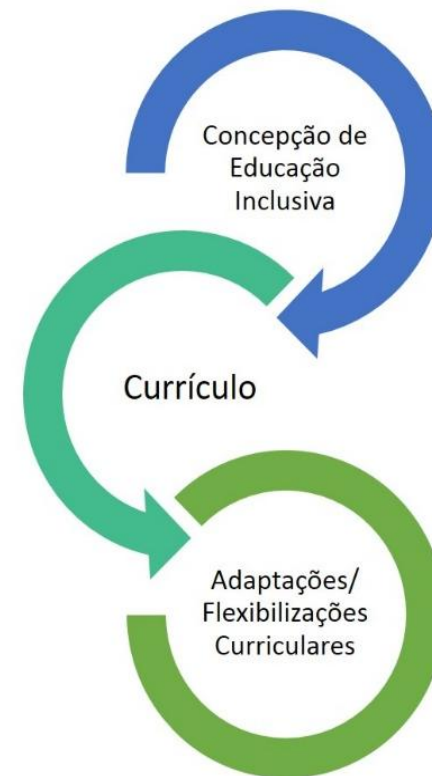 Concepção de
Educação
Inclusiva
Currículo
Adaptações/
Flexibilizações
Curriculares